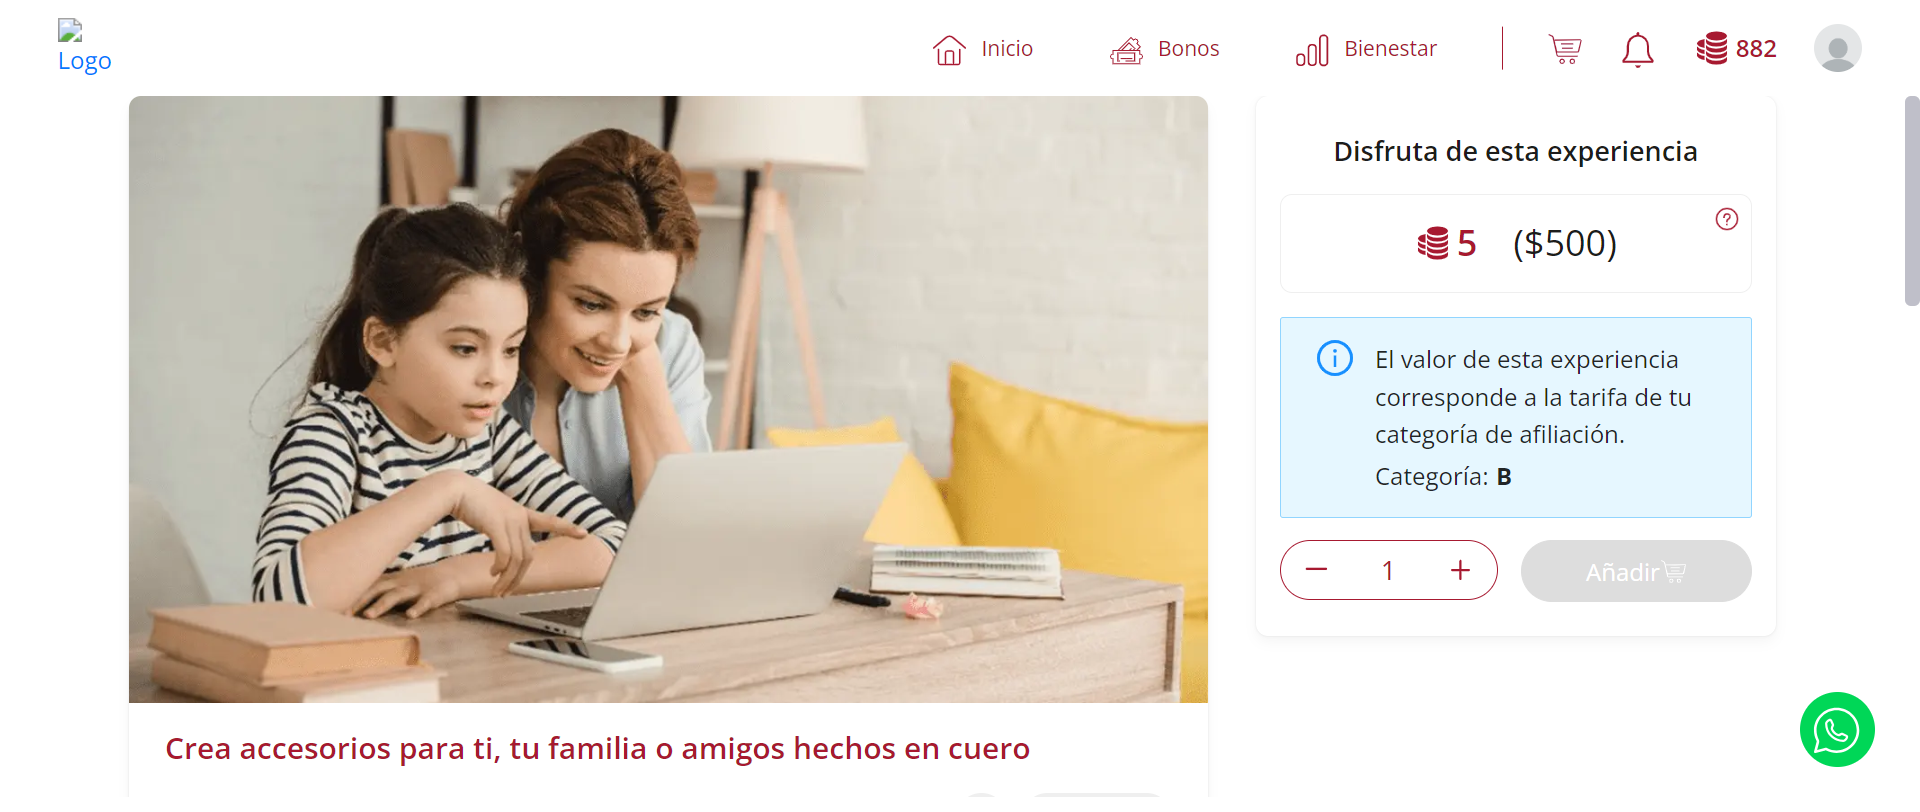 Logo
Inicio
Bonos
Bienestar
882
Disfruta de esta experiencia
5 ($500)
?
El valor de esta experiencia
corresponde a la tarifa de tu
categoría de afiliación.
Categoría: B
− 1 +
Añadir
Crea accesorios para ti, tu familia o amigos hechos en cuero